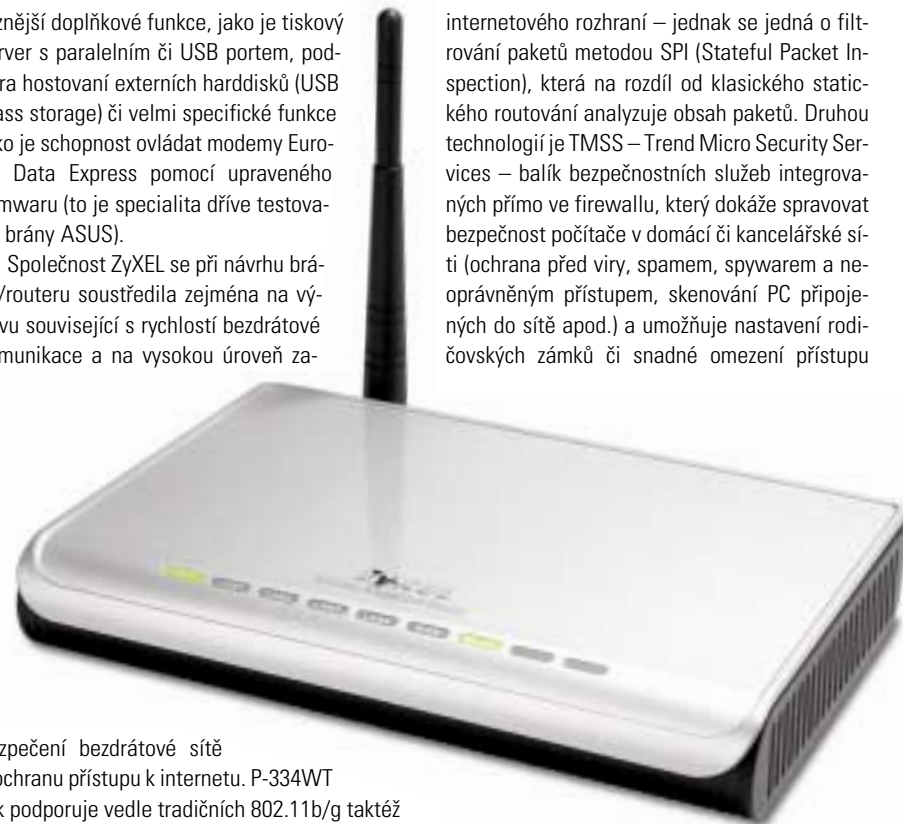 znější doplňkové funkce, jako je tiskový
rver s paralelním či USB portem, pod-
ra hostovaní externích harddisků (USB
ass storage) či velmi specifické funkce
ko je schopnost ovládat modemy Euro-
Data Express pomocí upraveného
mwaru (to je specialita dříve testova-
brány ASUS).
Společnost ZyXEL se při návrhu brá-
/routeru soustředila zejména na vý-
vu související s rychlostí bezdrátové
munikace a na vysokou úroveň za-
zpečení bezdrátové sítě
ochranu přístupu k internetu. P-334WT
k podporuje vedle tradičních 802.11b/g taktéž
internetového rozhraní – jednak se jedná o filt-
rování paketů metodou SPI (Stateful Packet In-
spection), která na rozdíl od klasického static-
kého routování analyzuje obsah paketů. Druhou
technologií je TMSS – Trend Micro Security Ser-
vices – balík bezpečnostních služeb integrova-
ných přímo ve firewallu, který dokáže spravovat
bezpečnost počítače v domácí či kancelářské sí-
ti (ochrana před viry, spamem, spywarem a ne-
oprávněným přístupem, skenování PC připoje-
ných do sítě apod.) a umožňuje nastavení rodi-
čovských zámků či snadné omezení přístupu